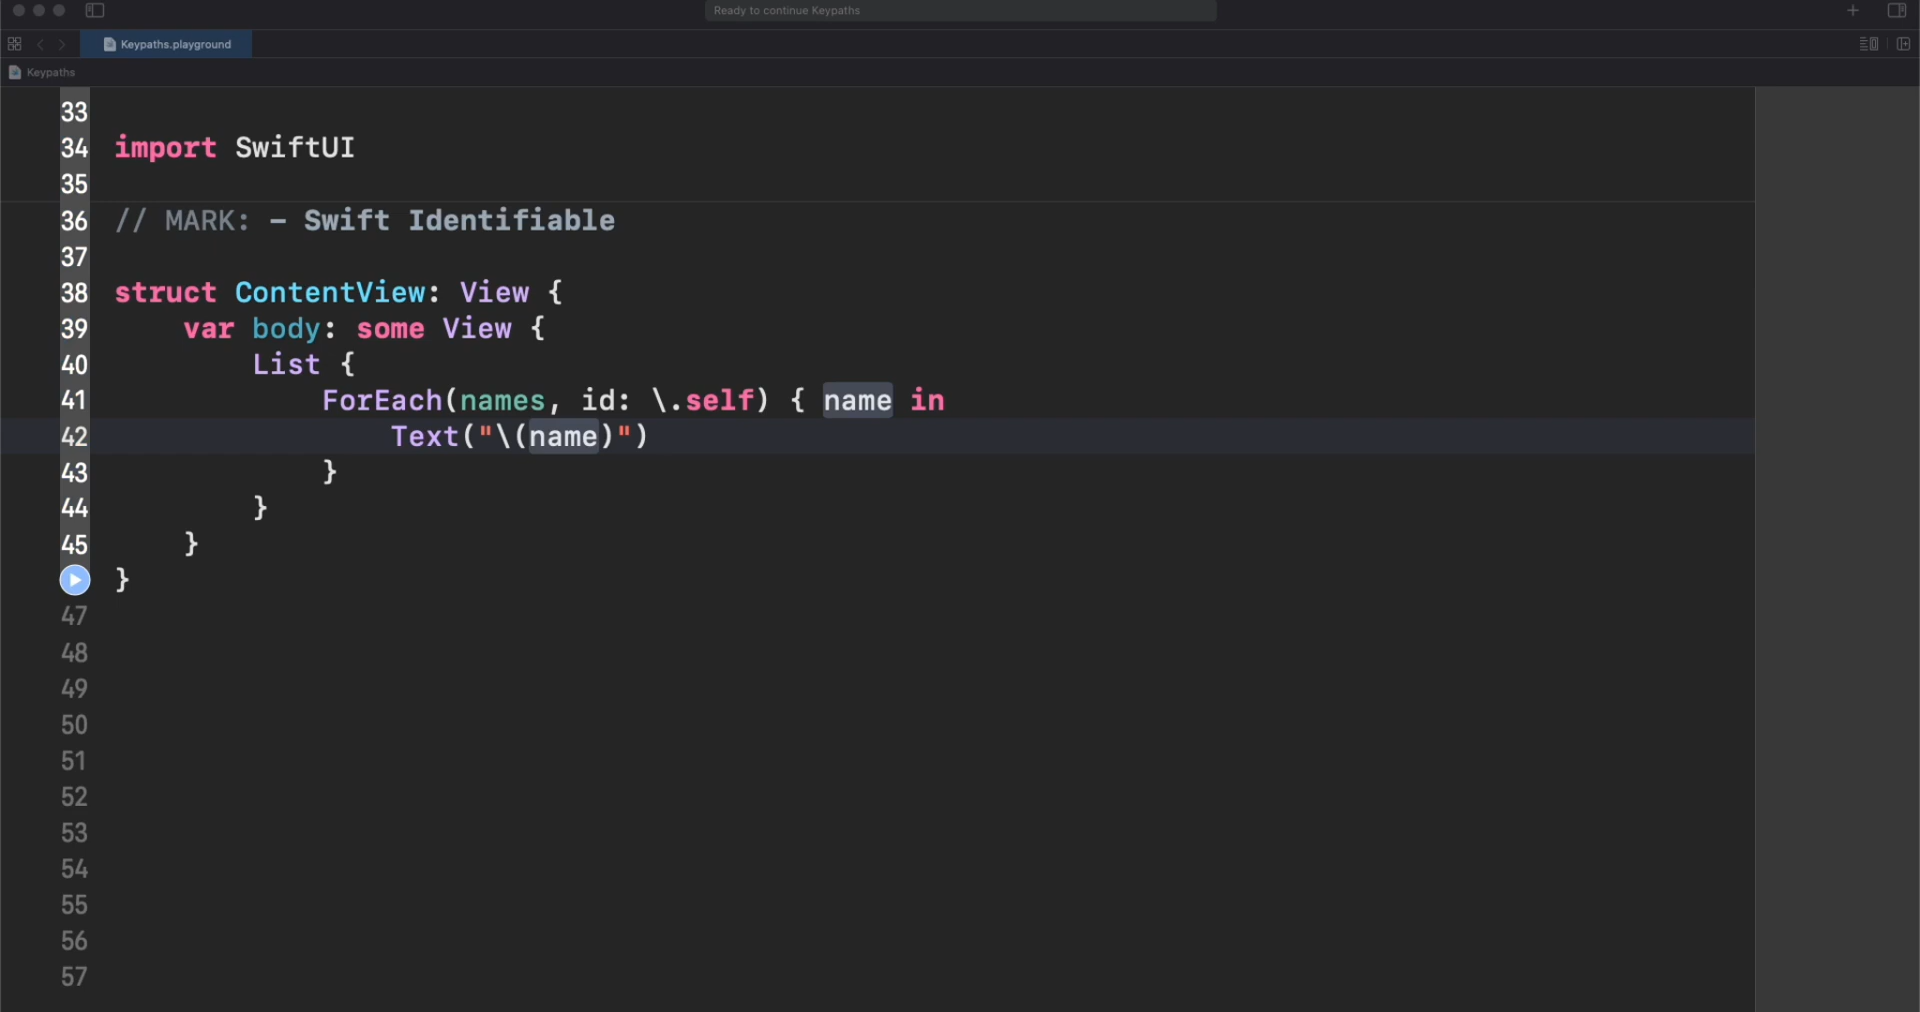 Ready to continue Keypaths
Keypaths.playground
Keypaths
33
34 import SwiftUI
35
36 // MARK: - Swift Identifiable
37
38 struct ContentView: View {
39 var body: some View {
40 List {
41 ForEach(names, id: \.self) { name in
42 Text("\(name)")
43 }
44 }
45 }
}
47
48
49
50
51
52
53
54
55
56
57